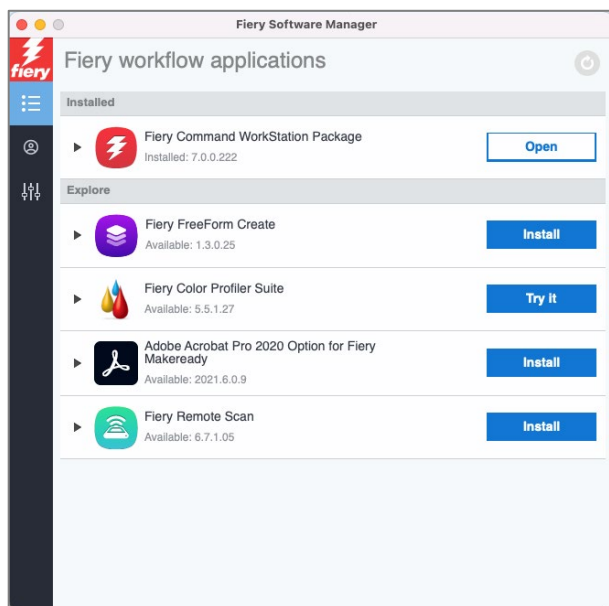 Fiery Software Manager
fiery
Fiery workflow applications
Installed
Fiery Command WorkStation Package
Installed: 7.0.0.222
Open
Explore
Fiery FreeForm Create
Available: 1.3.0.25
Install
Fiery Color Profiler Suite
Available: 5.5.1.27
Try it
Adobe Acrobat Pro 2020 Option for Fiery
Makeready
Available: 2021.6.0.9
Install
Fiery Remote Scan
Available: 6.7.1.05
Install